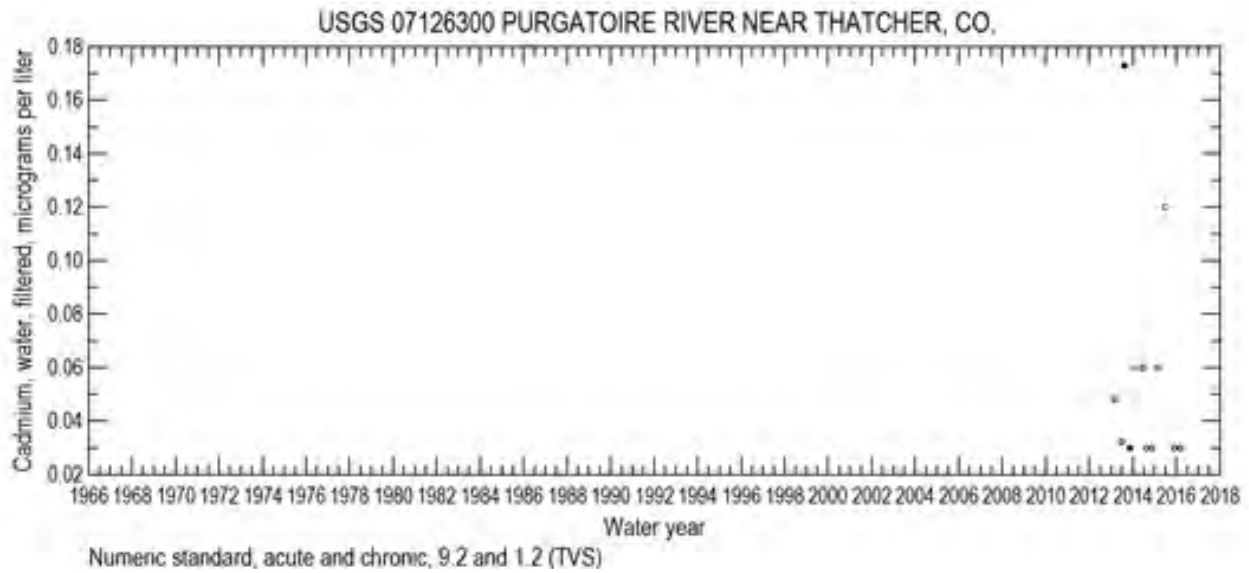 USGS 07126300 PURGATOIRE RIVER NEAR THATCHER, CO.
Cadmium, water, filtered, micrograms per liter
0.18
0.16
0.14
0.12
0.10
0.08
0.06
0.04
0.02
1966 1968 1970 1972 1974 1976 1978 1980 1982 1984 1986 1988 1990 1992 1994 1996 1998 2000 2002 2004 2006 2008 2010 2012 2014 2016 2018
Water year
Numeric standard, acute and chronic, 9.2 and 1.2 (TVS)